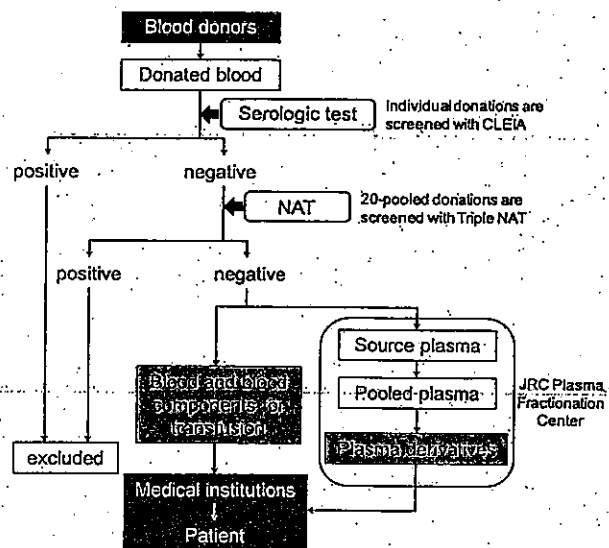 Blood donors
Donated blood
Serologic test
Individual donations are
screened with CLEIA
positive
negative
NAT
20-pooled donations are
screened with Triple NAT
positive
negative
Source plasma
Blood and blood
components for
transfusion
Pooled-plasma
JRC Plasma
Fractionation
Center
Plasma derivatives
excluded
Medical institutions
Patient